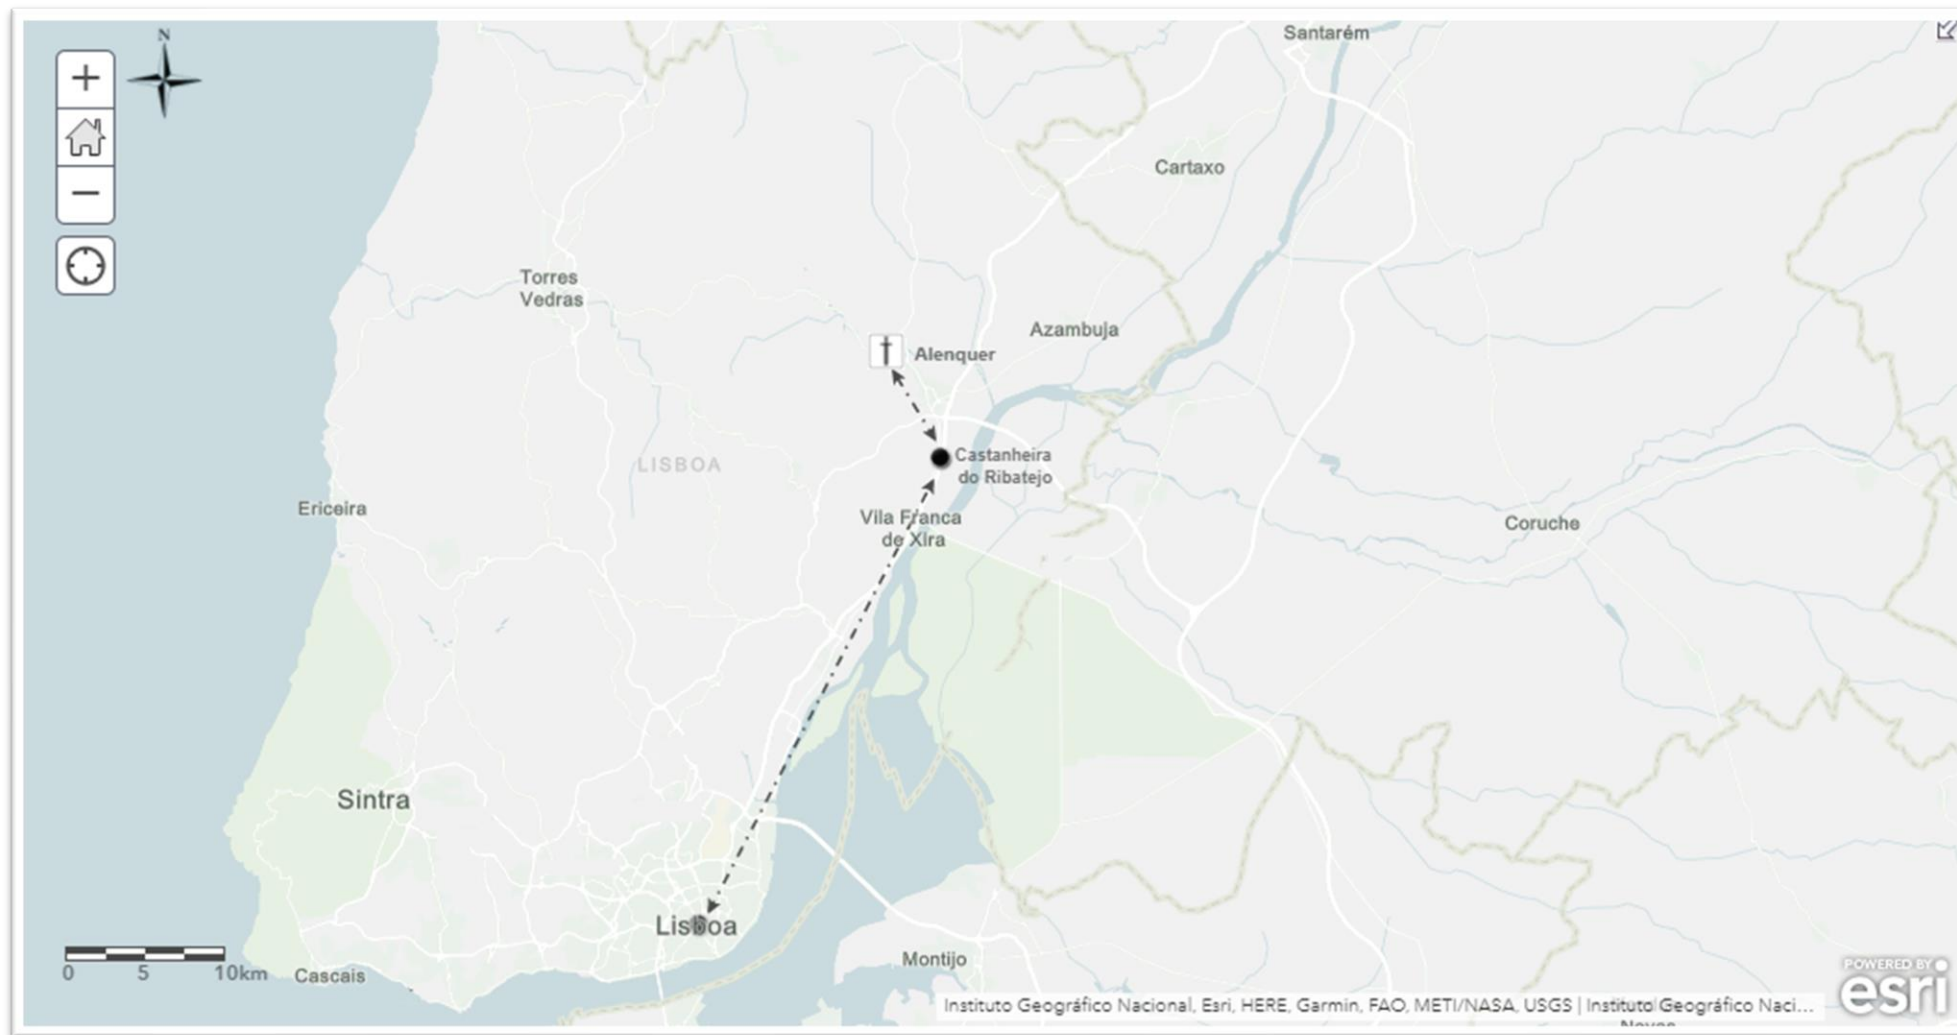 N
Santarém
Cartaxo
Torres
Vedras
Azambuja
Alenquer
Castanheira
do Ribatejo
LISBOA
Ericeira
Vila Franca
de Xira
Coruche
Sintra
Lisboa
0 5 10km
Cascais
Montijo
POWERED BY
esri
Instituto Geográfico Nacional, Esri, HERE, Garmin, FAO, METI/NASA, USGS | Instituto Geográfico Naci...